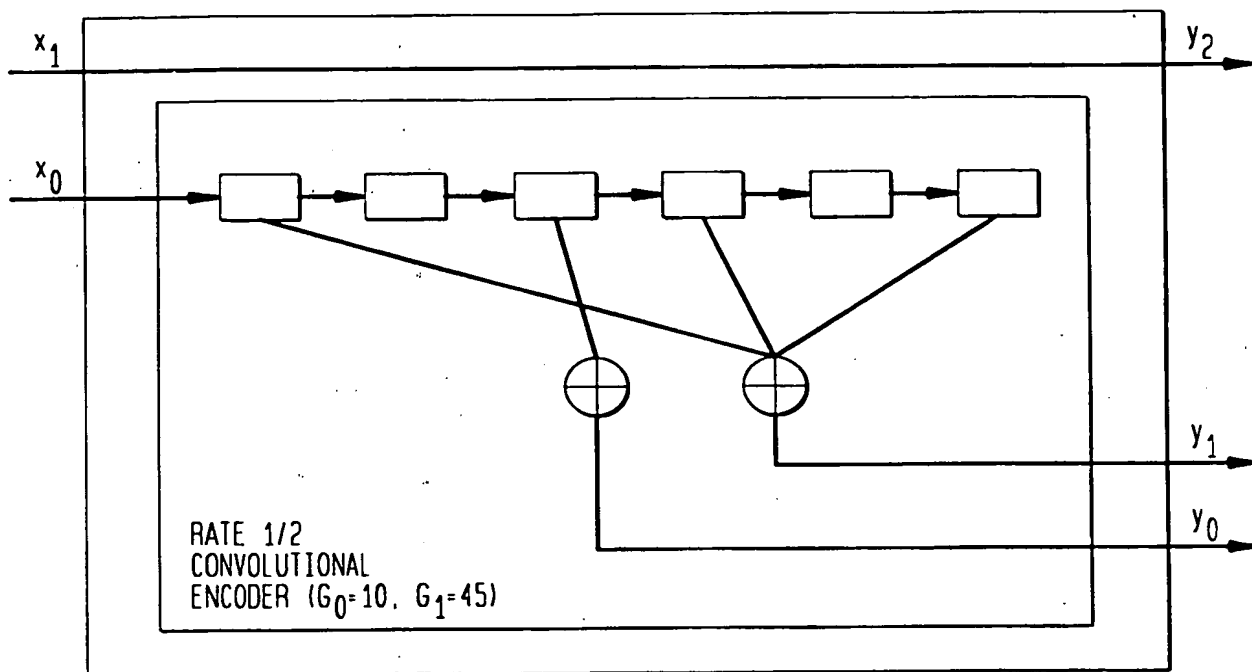 x1
y2
x0
y1
y0
RATE 1/2
CONVOLUTIONAL
ENCODER (G0=10, G1=45)